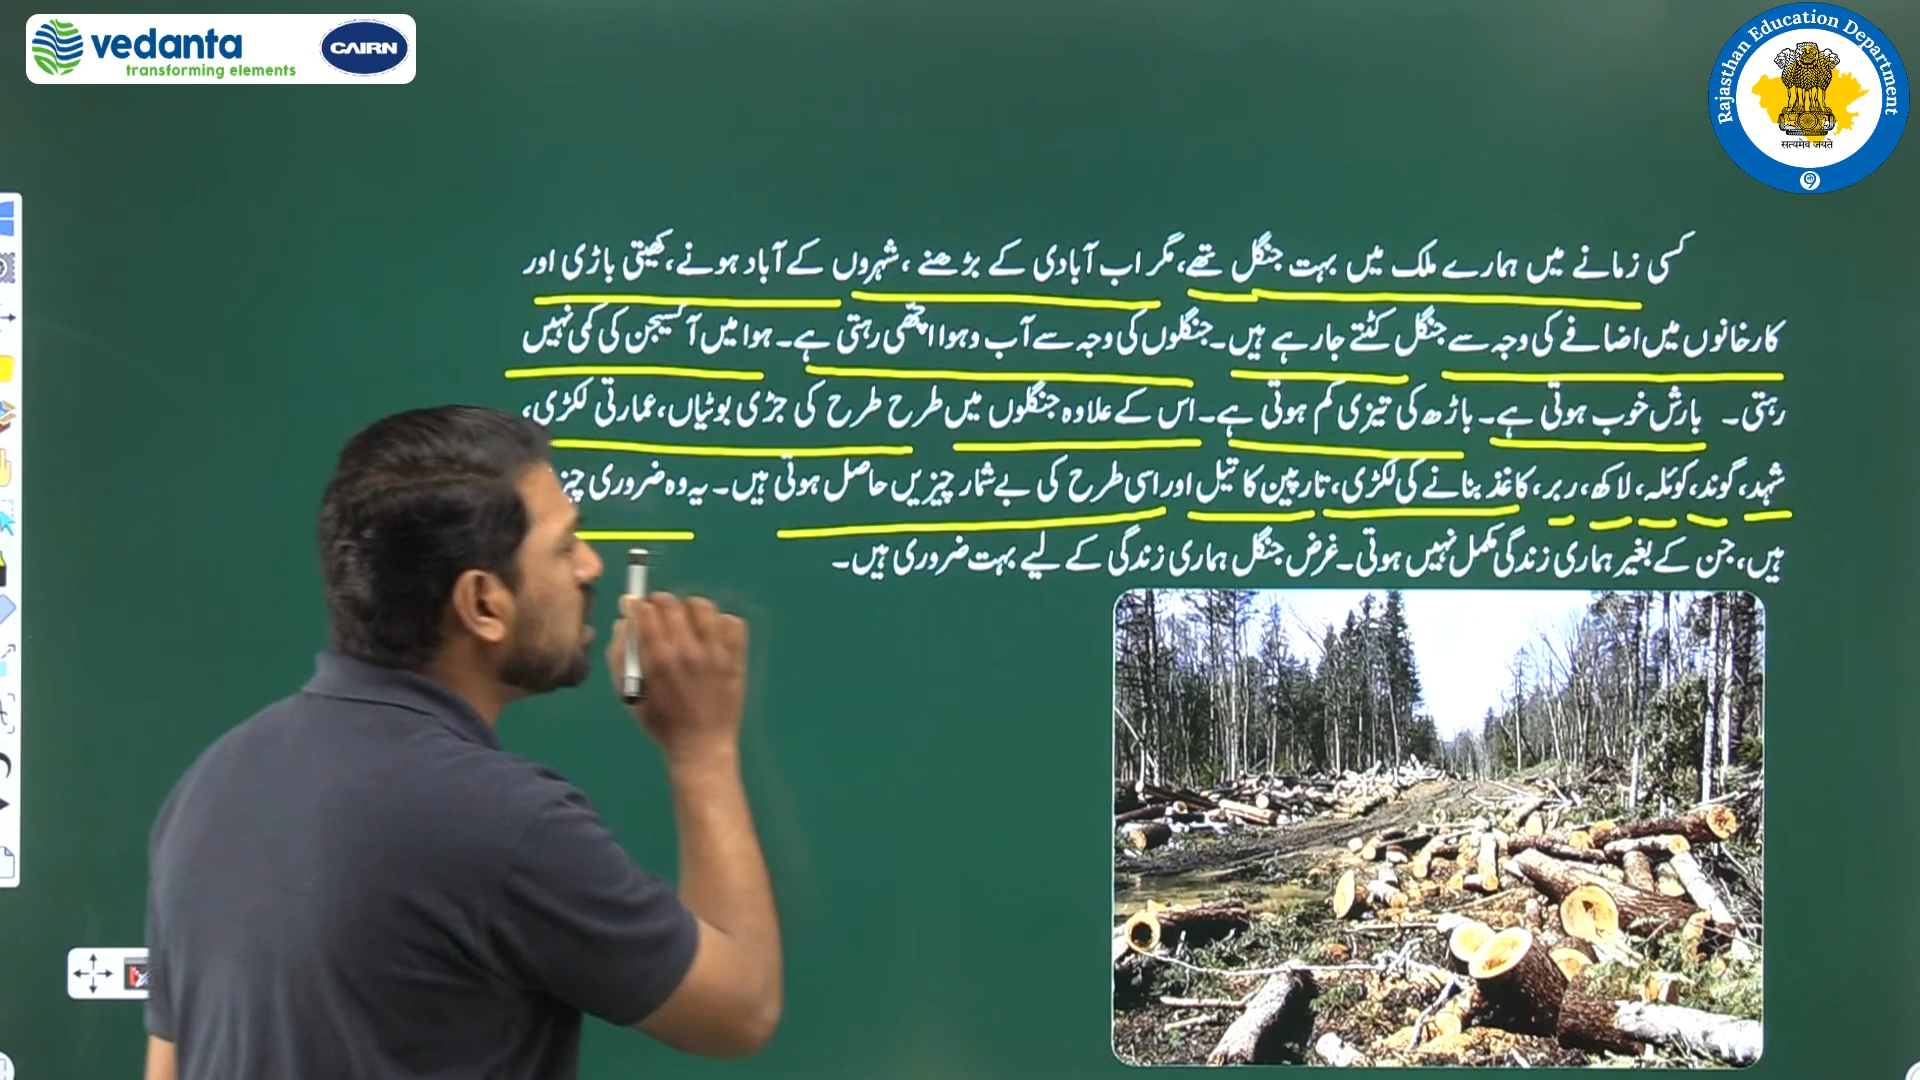 vedanta
transforming elements
CAIRN
Rajasthan Education Department
सत्यमेव जयते
کسی زمانے میں ہمارے ملک میں بہت جنگل تھے، مگر اب آبادی کے بڑھنے، شہروں کے آباد ہونے، کھیتی باڑی اور
کارخانوں میں اضافے کی وجہ سے جنگل کٹتے جارہے ہیں۔ جنگلوں کی وجہ سے آب وہوا اچھی رہتی ہے۔ ہوا میں آکسیجن کی کمی نہیں
رہتی۔ بارش خوب ہوتی ہے۔ باڑھ کی تیزی کم ہوتی ہے۔ اس کے علاوہ جنگلوں میں طرح طرح کی جڑی بوٹیاں، عمارتی لکڑی،
شہد، گوند، کوئلہ، لاکھ، ربر، کاغذ بنانے کی لکڑی، تارپین کا تیل اور اسی طرح کی بے شمار چیزیں حاصل ہوتی ہیں۔ یہ وہ ضروری
ہیں، جن کے بغیر ہماری زندگی مکمل نہیں ہوتی۔ غرض جنگل ہماری زندگی کے لیے بہت ضروری ہیں۔